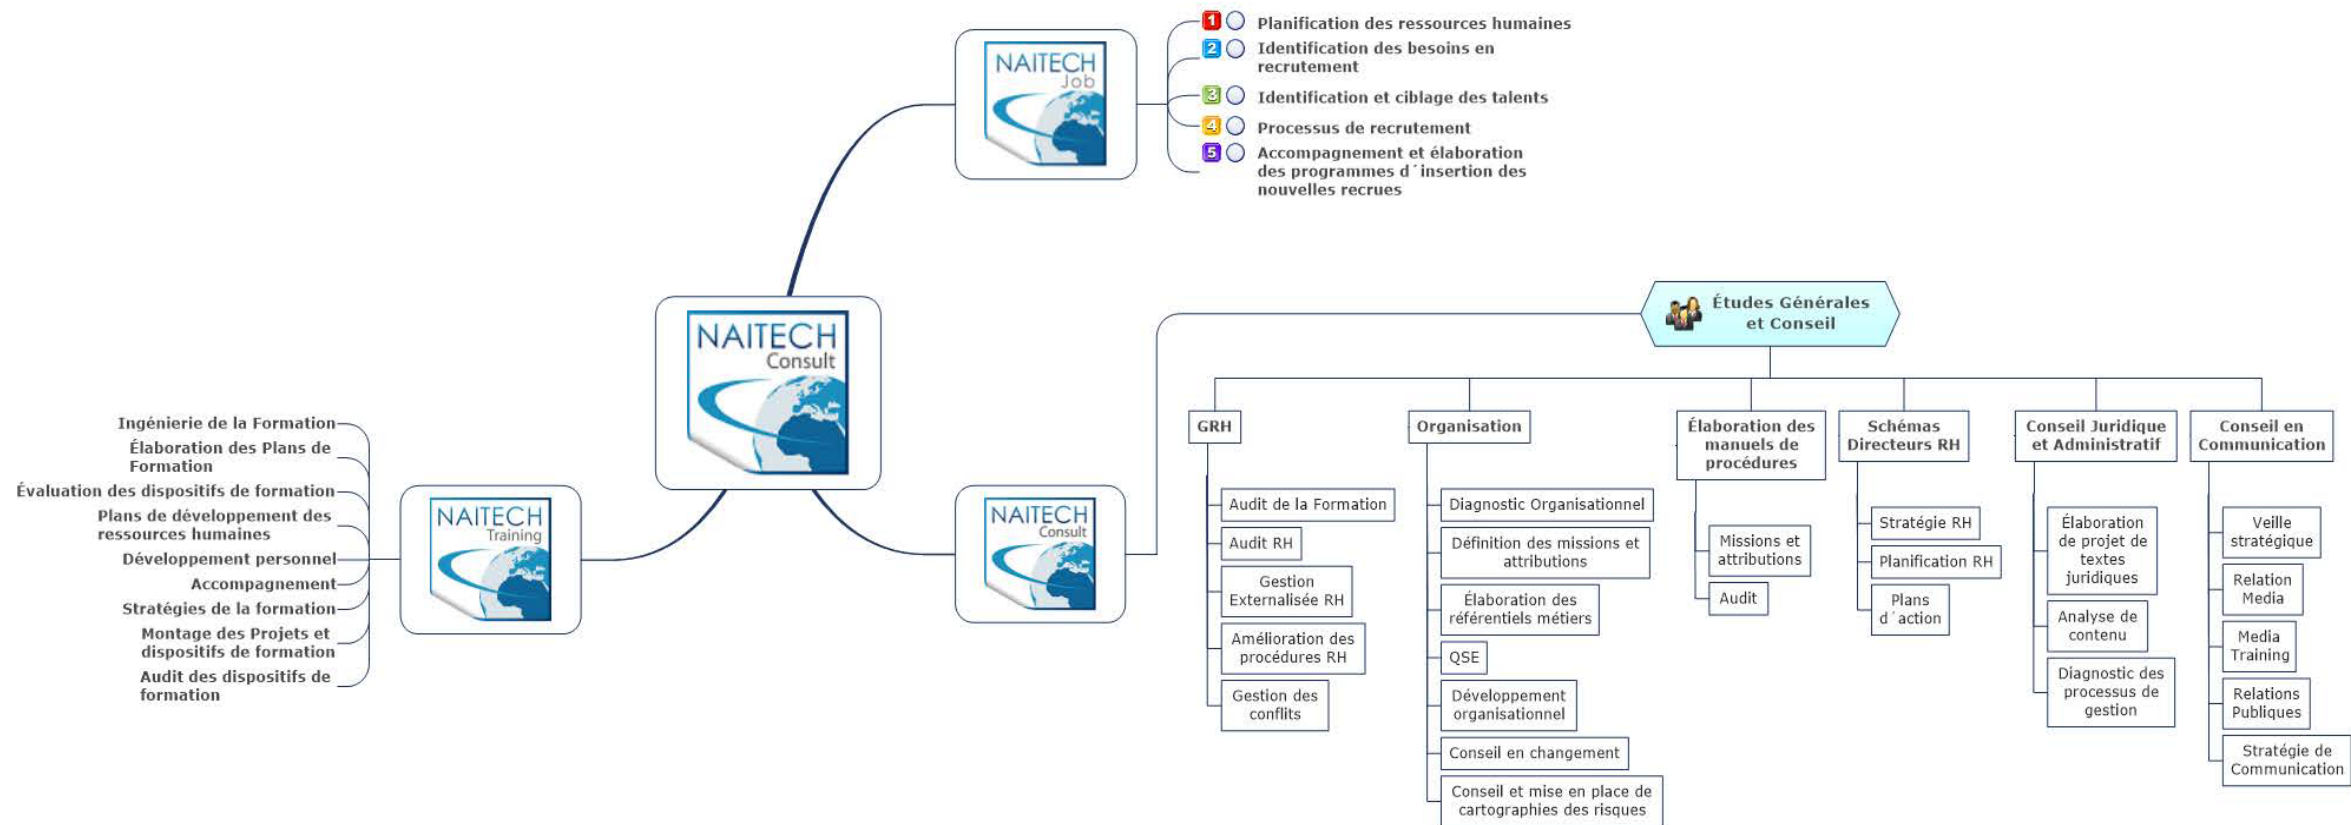 NAITECH
Job
1 Planification des ressources humaines
2 Identification des besoins en
recrutement
3 Identification et ciblage des talents
4 Processus de recrutement
5 Accompagnement et élaboration
des programmes d´insertion des
nouvelles recrues
NAITECH
Consult
Ingénierie de la Formation
Élaboration des Plans de
Formation
Évaluation des dispositifs de formation
Plans de développement des
ressources humaines
Développement personnel
Accompagnement
Stratégies de la formation
Montage des Projets et
dispositifs de formation
Audit des dispositifs de
formation
NAITECH
Training
NAITECH
Consult
Études Générales
et Conseil
GRH
Audit de la Formation
Audit RH
Gestion
Externalisée RH
Amélioration des
procédures RH
Gestion des
conflits
Organisation
Diagnostic Organisationnel
Définition des missions et
attributions
Élaboration des
référentiels métiers
QSE
Développement
organisationnel
Conseil en changement
Conseil et mise en place de
cartographies des risques
Élaboration des
manuels de
procédures
Missions et
attributions
Audit
Schémas
Directeurs RH
Stratégie RH
Planification RH
Plans
d´action
Conseil Juridique
et Administratif
Élaboration
de projet de
textes
juridiques
Analyse de
contenu
Diagnostic des
processus de
gestion
Conseil en
Communication
Veille
stratégique
Relation
Media
Media
Training
Relations
Publiques
Stratégie de
Communication